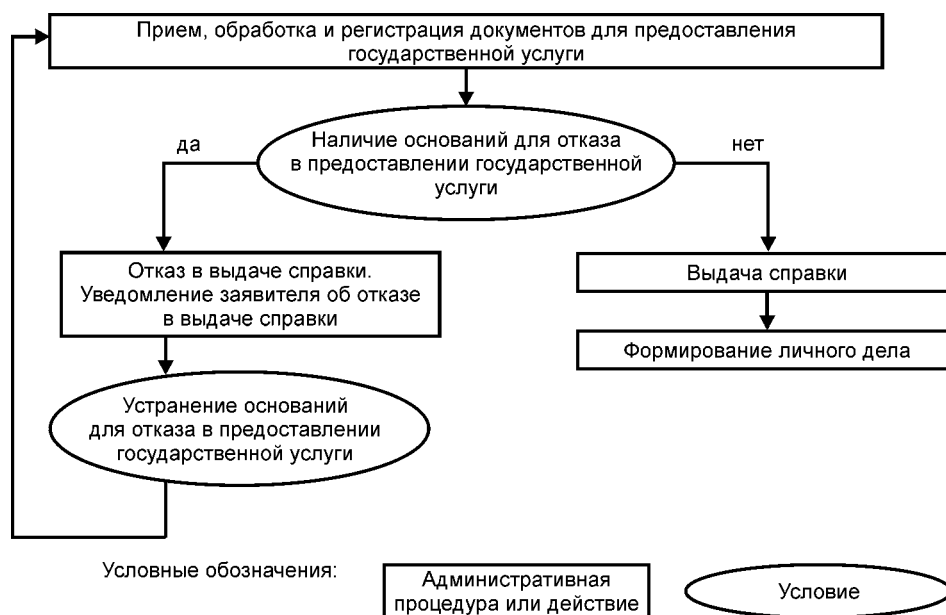 Прием, обработка и регистрация документов для предоставления
государственной услуги
Наличие оснований для отказа
в предоставлении государственной
услуги
да
нет
Отказ в выдаче справки.
Уведомление заявителя об отказе
в выдаче справки
Выдача справки
Формирование личного дела
Устранение оснований
для отказа в предоставлении
государственной услуги
Условные обозначения:
Административная
процедура или действие
Условие